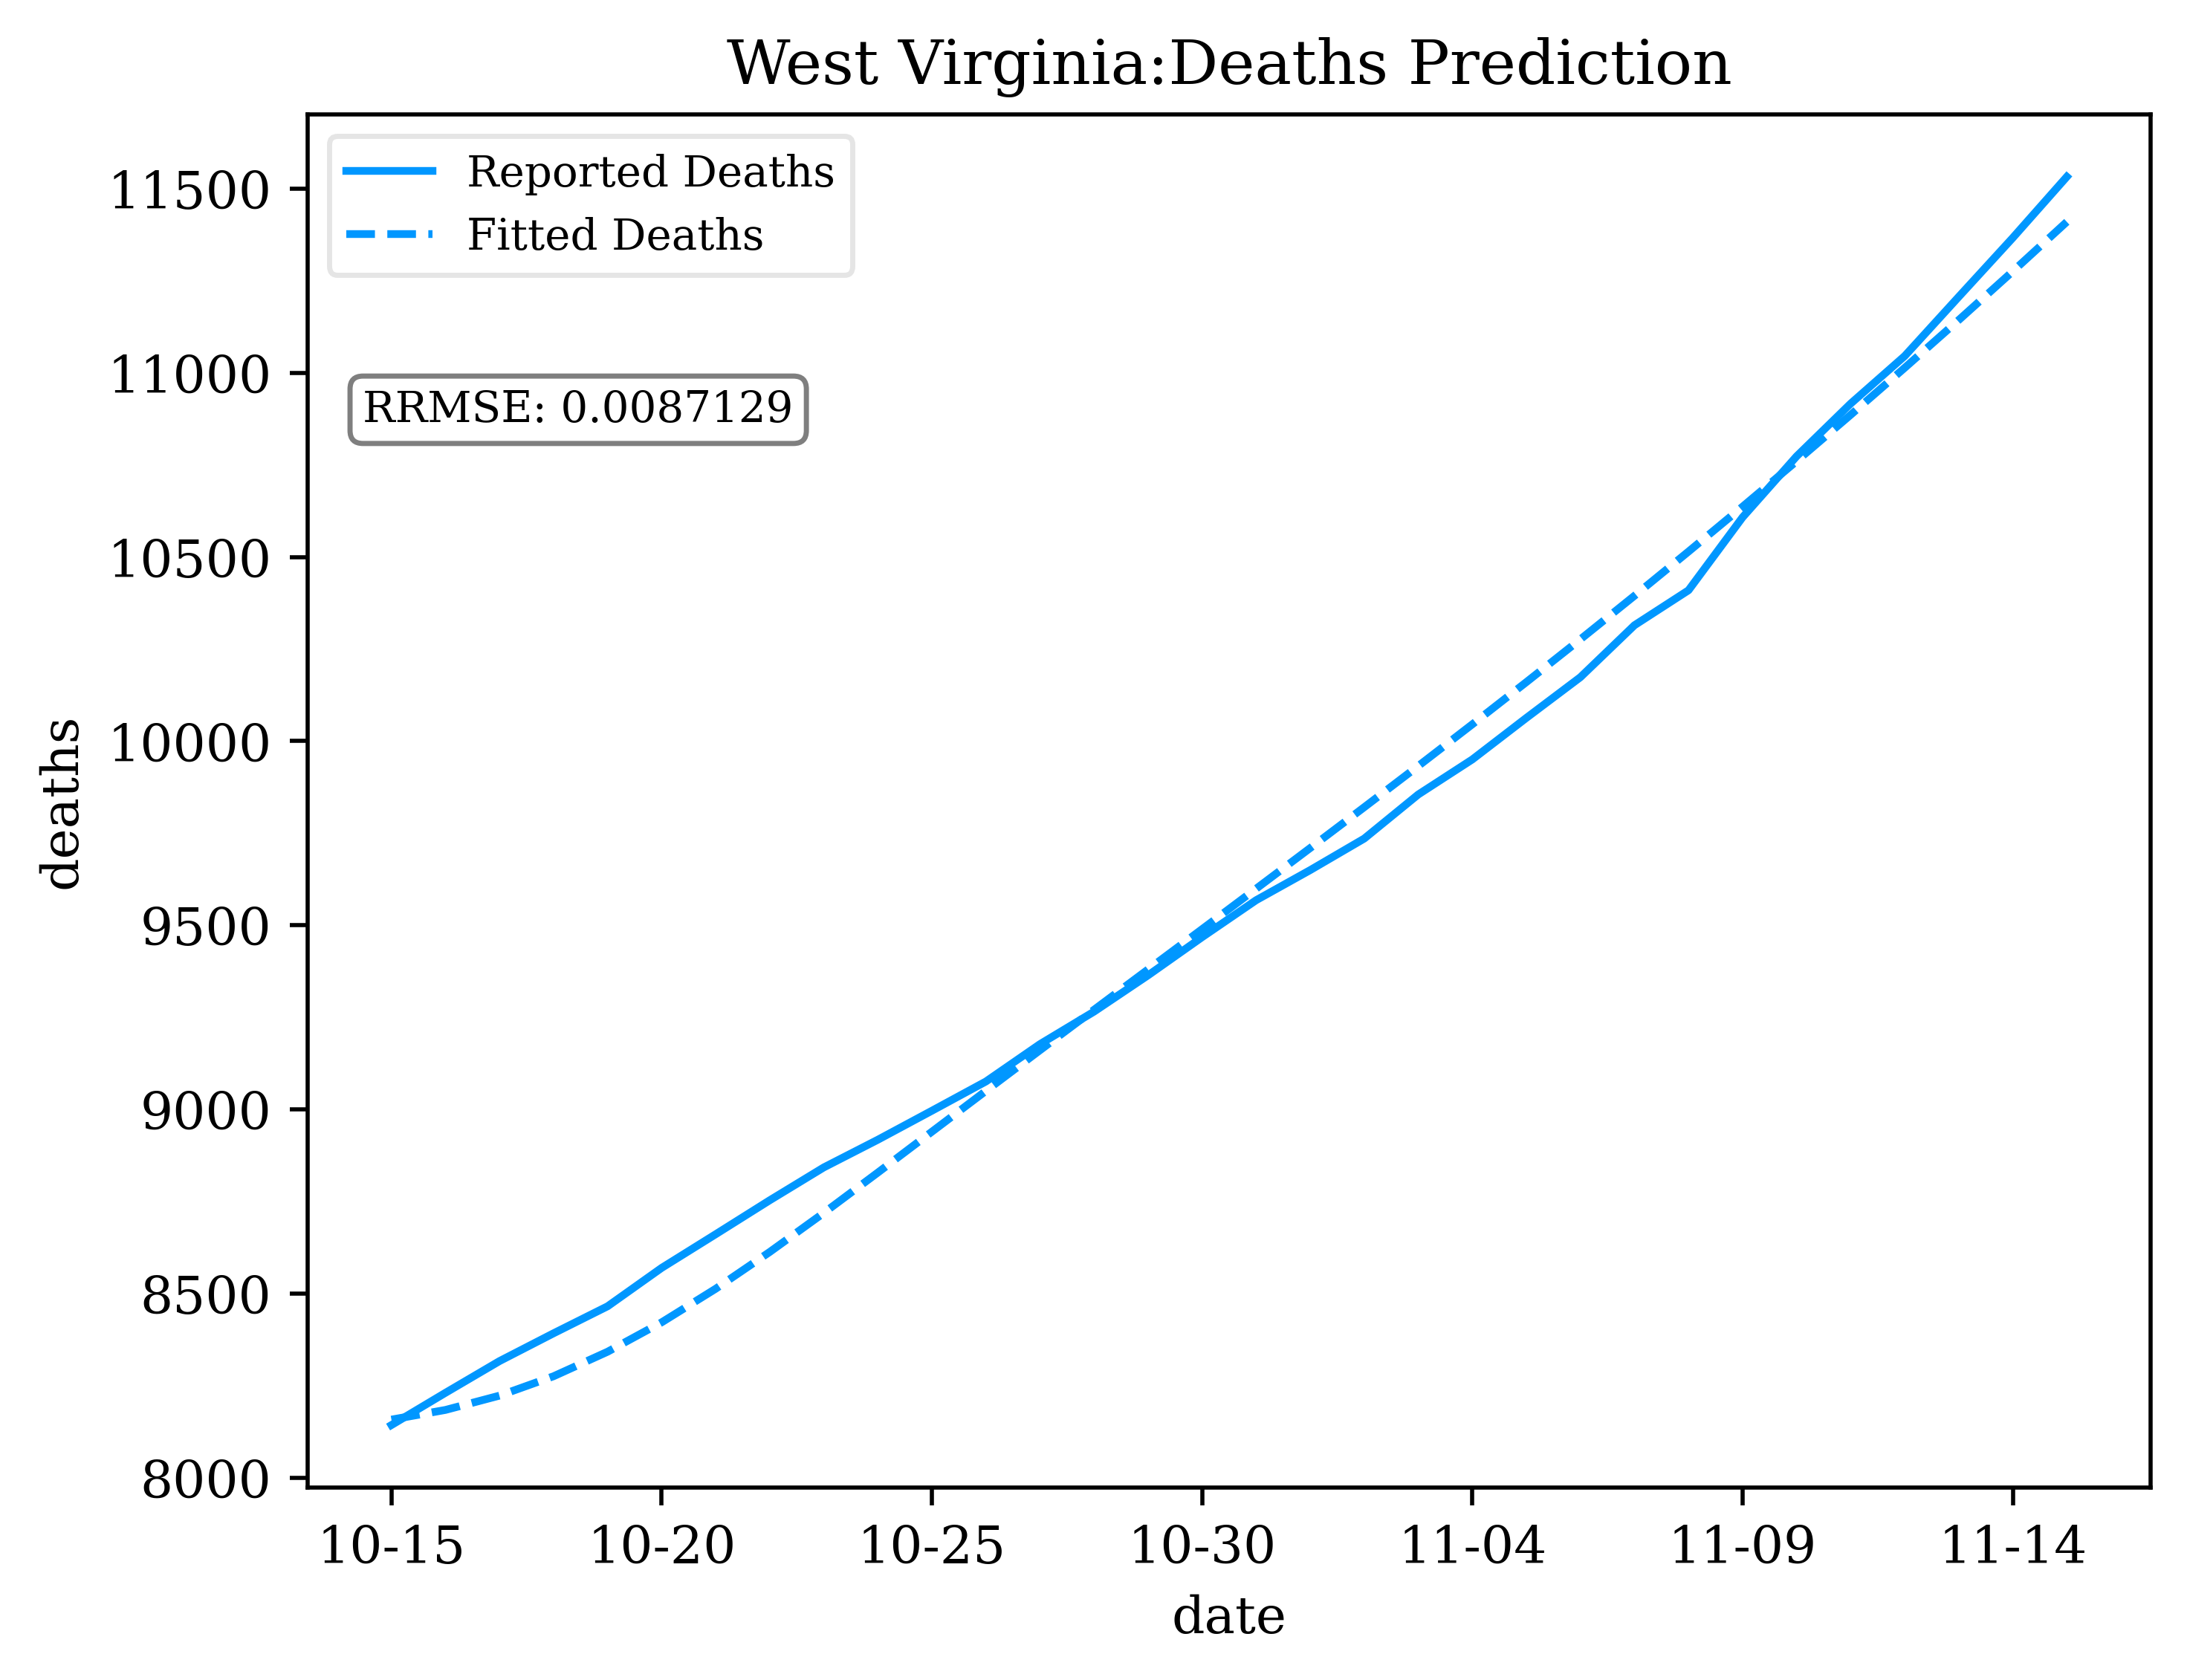 West Virginia:Deaths Prediction
Reported Deaths
Fitted Deaths
RRMSE: 0.0087129
deaths
11500
11000
10500
10000
9500
9000
8500
8000
10-15 10-20 10-25 10-30 11-04 11-09 11-14
date